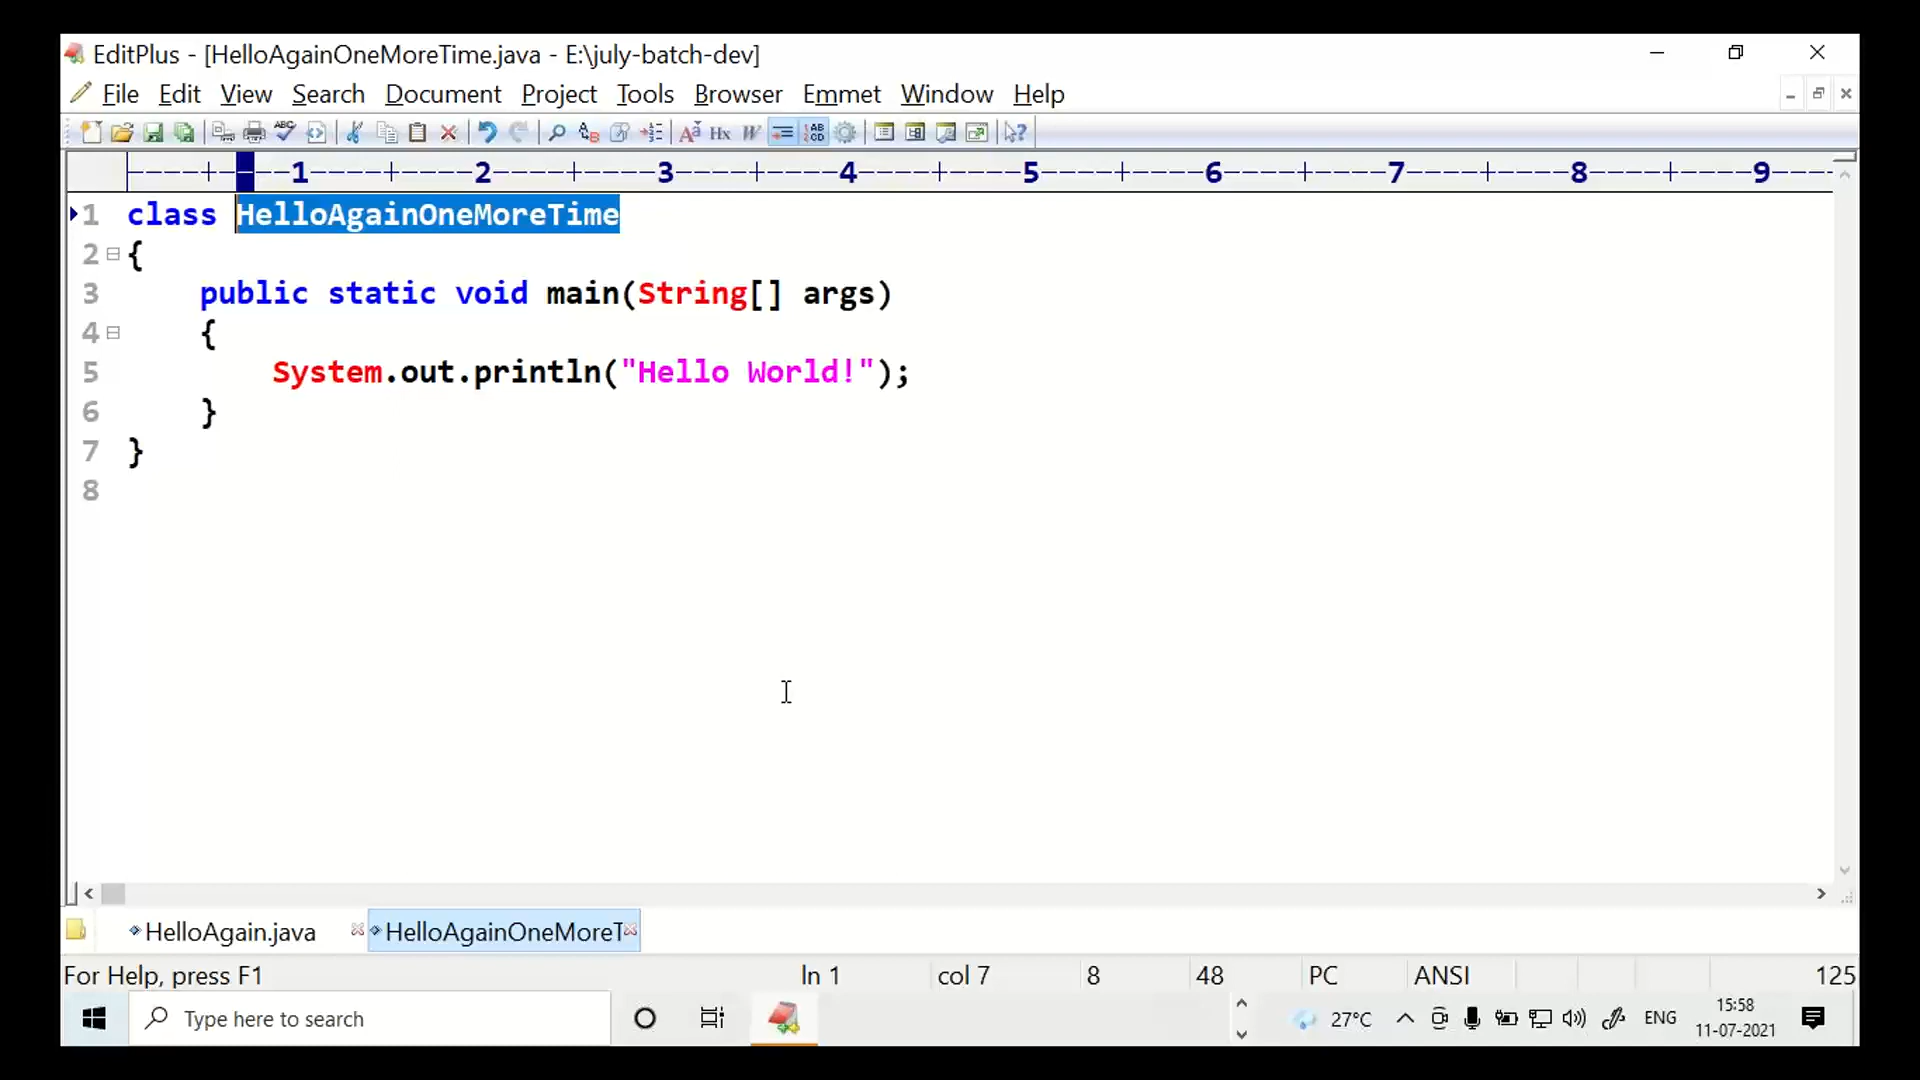 EditPlus - [HelloAgainOneMoreTime.java - E:\july-batch-dev]
File Edit View Search Document Project Tools Browser Emmet Window Help
----+----1----+----2----+----3----+----4----+----5----+----6----+----7----+----8----+----9----
1 class HelloAgainOneMoreTime
2 {
3 public static void main(String[] args)
4 {
5 System.out.println("Hello World!");
6 }
7 }
8
HelloAgain.java HelloAgainOneMoreT
For Help, press F1 ln 1 col 7 8 48 PC ANSI 125
Type here to search 27°C ENG 15:58
11-07-2021